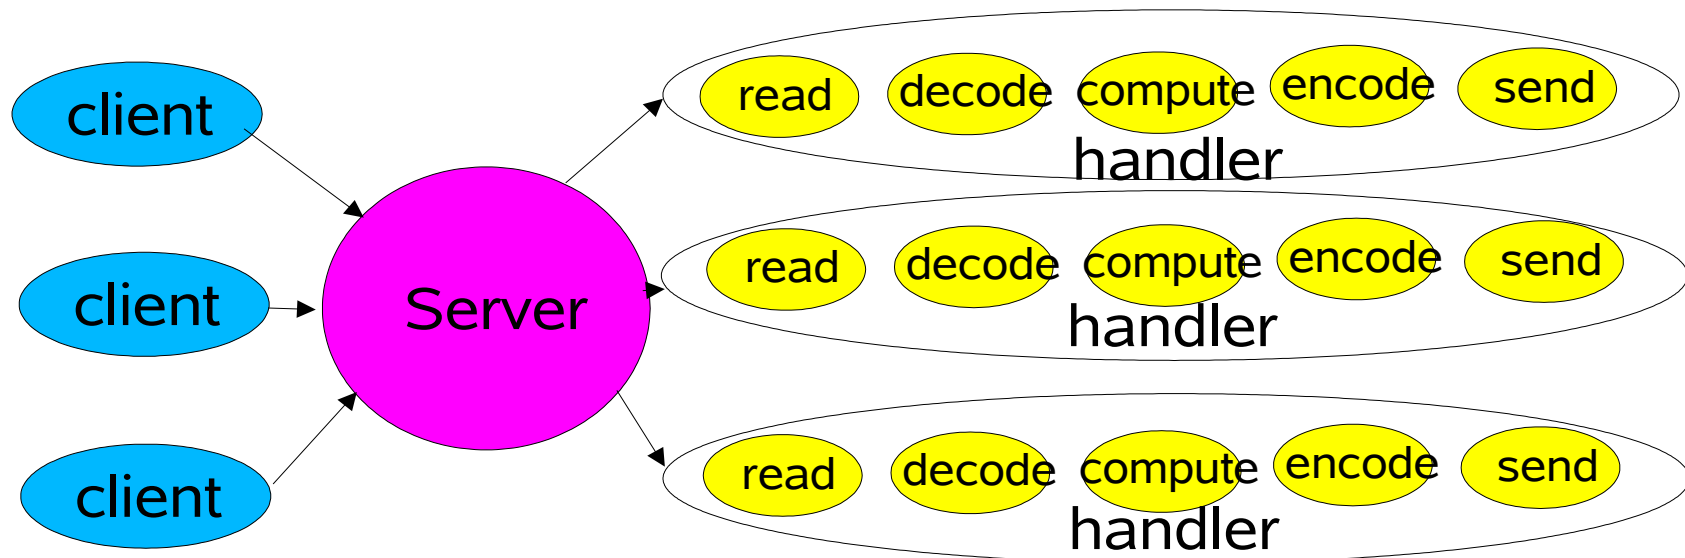 client
client
client
Server
read decode compute encode send
handler
read decode compute encode send
handler
read decode compute encode send
handler